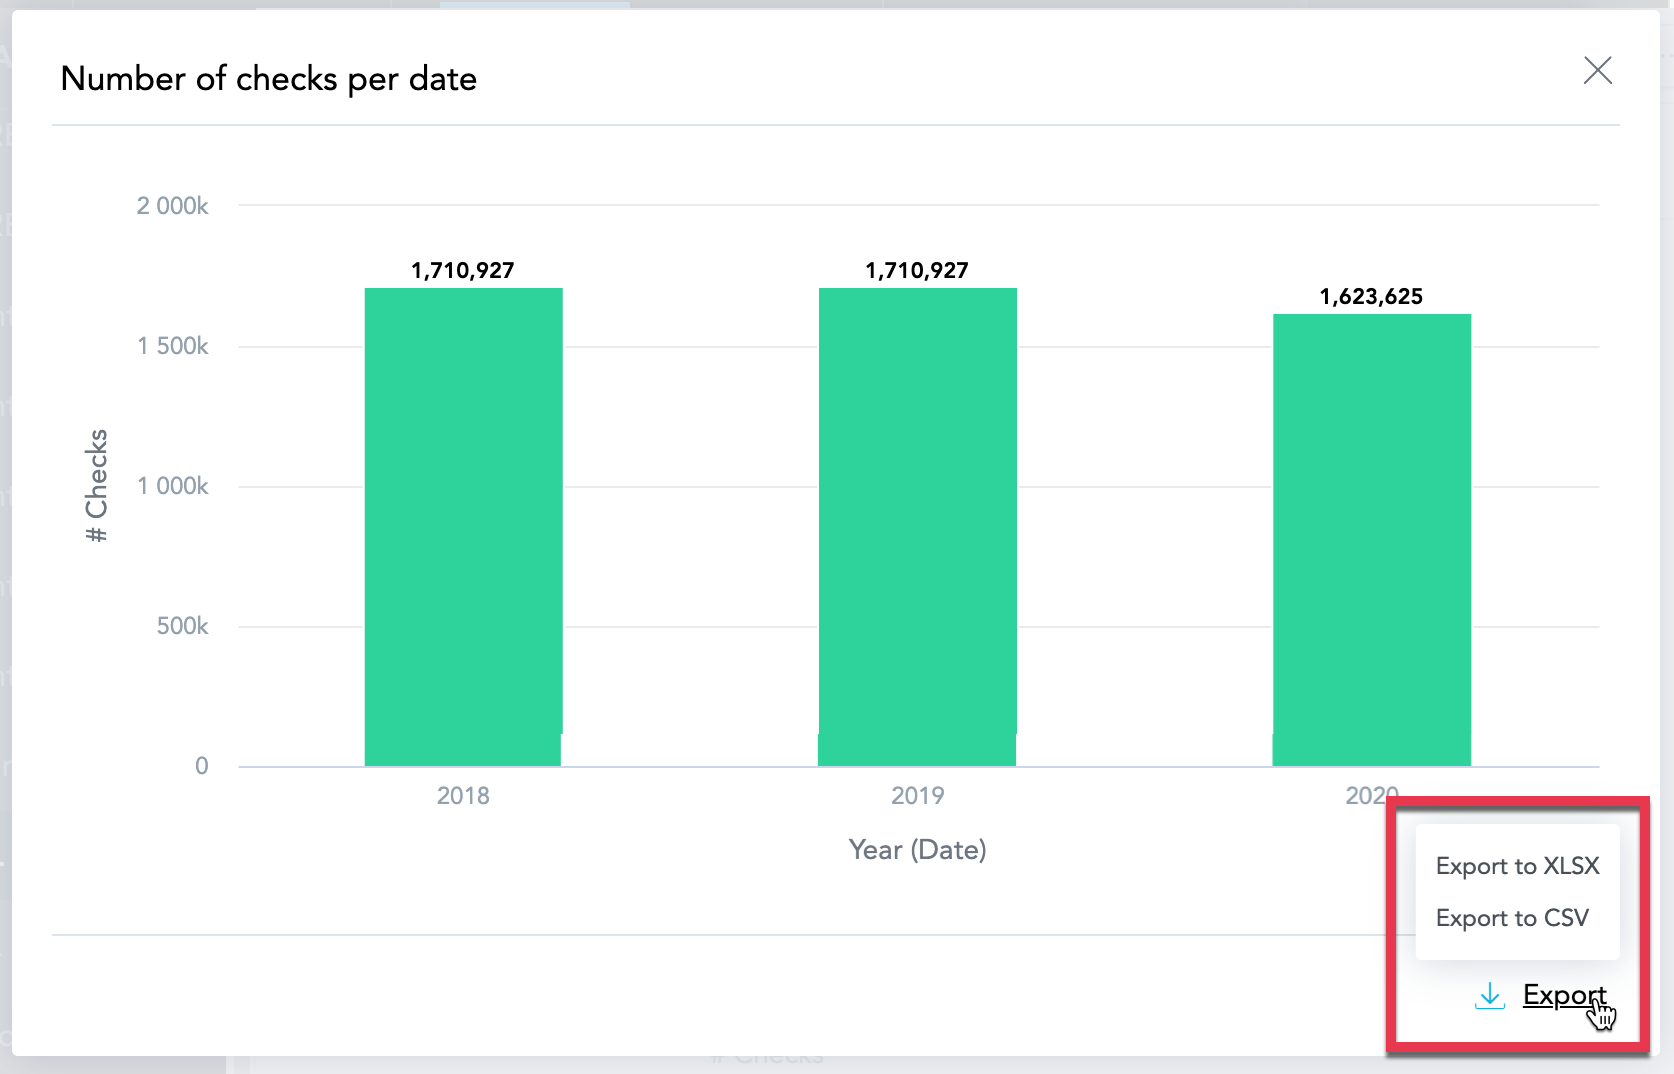 Number of checks per date
2 000k
1,710,927
1,710,927
1,623,625
1 500k
1 000k
# Checks
500k
0
2018
2019
2020
Year (Date)
Export to XLSX
Export to CSV
Export
# Checks